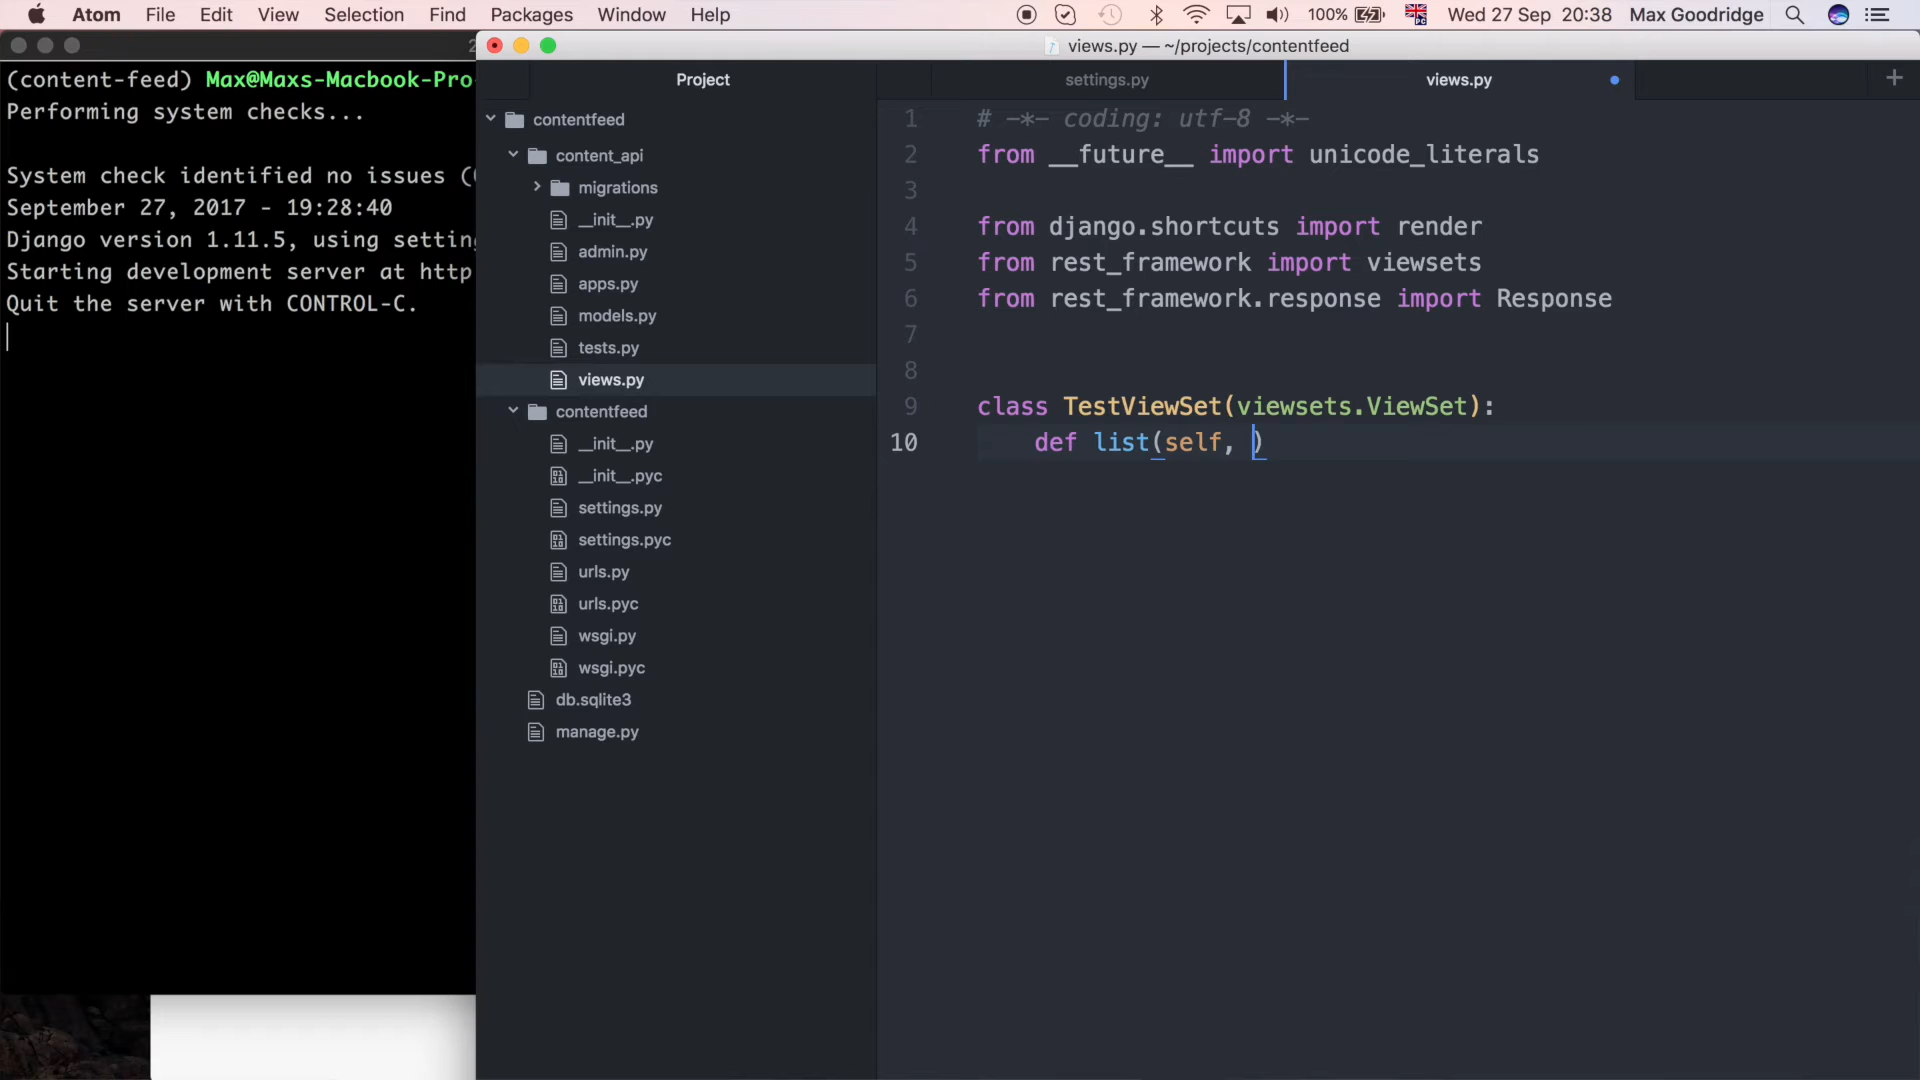 Atom File Edit View Selection Find Packages Window Help 100% Wed 27 Sep 20:38 Max Goodridge
views.py — ~/projects/contentfeed
(content-feed) Max@Maxs-Macbook-Pro
Performing system checks...
System check identified no issues (
September 27, 2017 - 19:28:40
Django version 1.11.5, using settin
Starting development server at http
Quit the server with CONTROL-C.
Project
contentfeed
content_api
migrations
__init__.py
admin.py
apps.py
models.py
tests.py
views.py
contentfeed
__init__.py
__init__.pyc
settings.py
settings.pyc
urls.py
urls.pyc
wsgi.py
wsgi.pyc
db.sqlite3
manage.py
settings.py views.py
1 # -*- coding: utf-8 -*-
2 from __future__ import unicode_literals
3
4 from django.shortcuts import render
5 from rest_framework import viewsets
6 from rest_framework.response import Response
7
8
9 class TestViewSet(viewsets.ViewSet):
10 def list(self, )